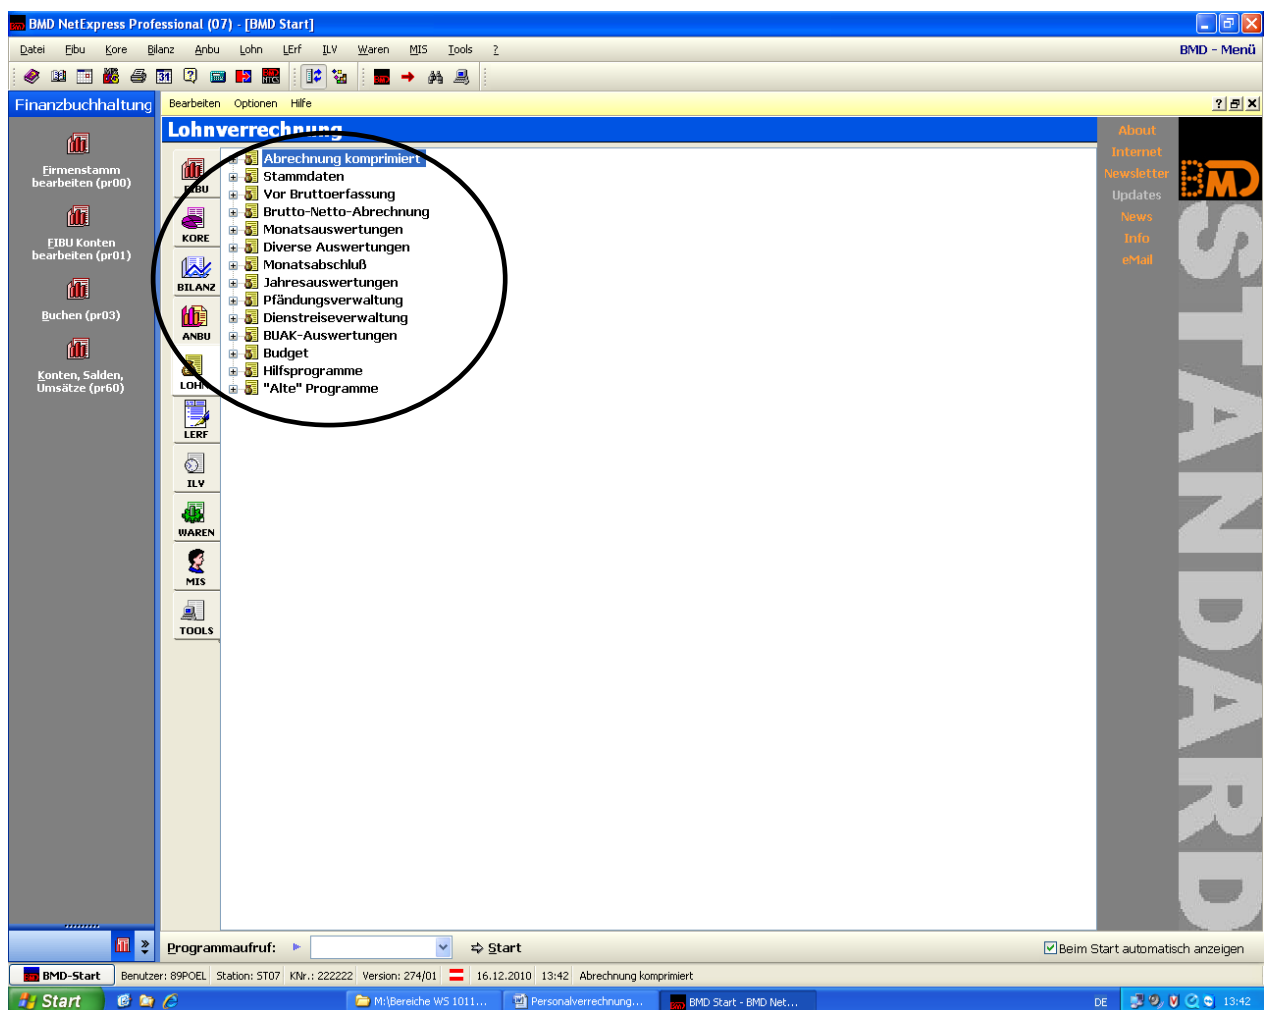 BMD NetExpress Professional (07) - [BMD Start]
Datei Fibu Kore Bilanz Anbu Lohn LErf ILV Waren MIS Tools ?
BMD - Menü
Finanzbuchhaltung
Bearbeiten Optionen Hilfe
Lohnverrechnung
Firmenstamm
bearbeiten (pr00)
FIBU Konten
bearbeiten (pr01)
Buchen (pr03)
Konten, Salden,
Umsätze (pr60)
FIBU
KORE
BILANZ
ANBU
LOHN
LERF
ILV
WAREN
MIS
TOOLS
Abrechnung komprimiert
Stammdaten
Vor Bruttoerfassung
Brutto-Netto-Abrechnung
Monatsauswertungen
Diverse Auswertungen
Monatsabschluß
Jahresauswertungen
Pfändungsverwaltung
Dienstreiseverwaltung
BUAK-Auswertungen
Budget
Hilfsprogramme
"Alte" Programme
About
Internet
Newsletter
Updates
News
Info
eMail
BMD
STANDARD
Programmaufruf:
Start
Beim Start automatisch anzeigen
BMD-Start Benutzer: 89POEL Station: ST07 KNr.: 222222 Version: 274/01 16.12.2010 13:42 Abrechnung komprimiert
Start M:\Bereiche WS 1011... Personalverrechnung... BMD Start - BMD Net... DE 13:42